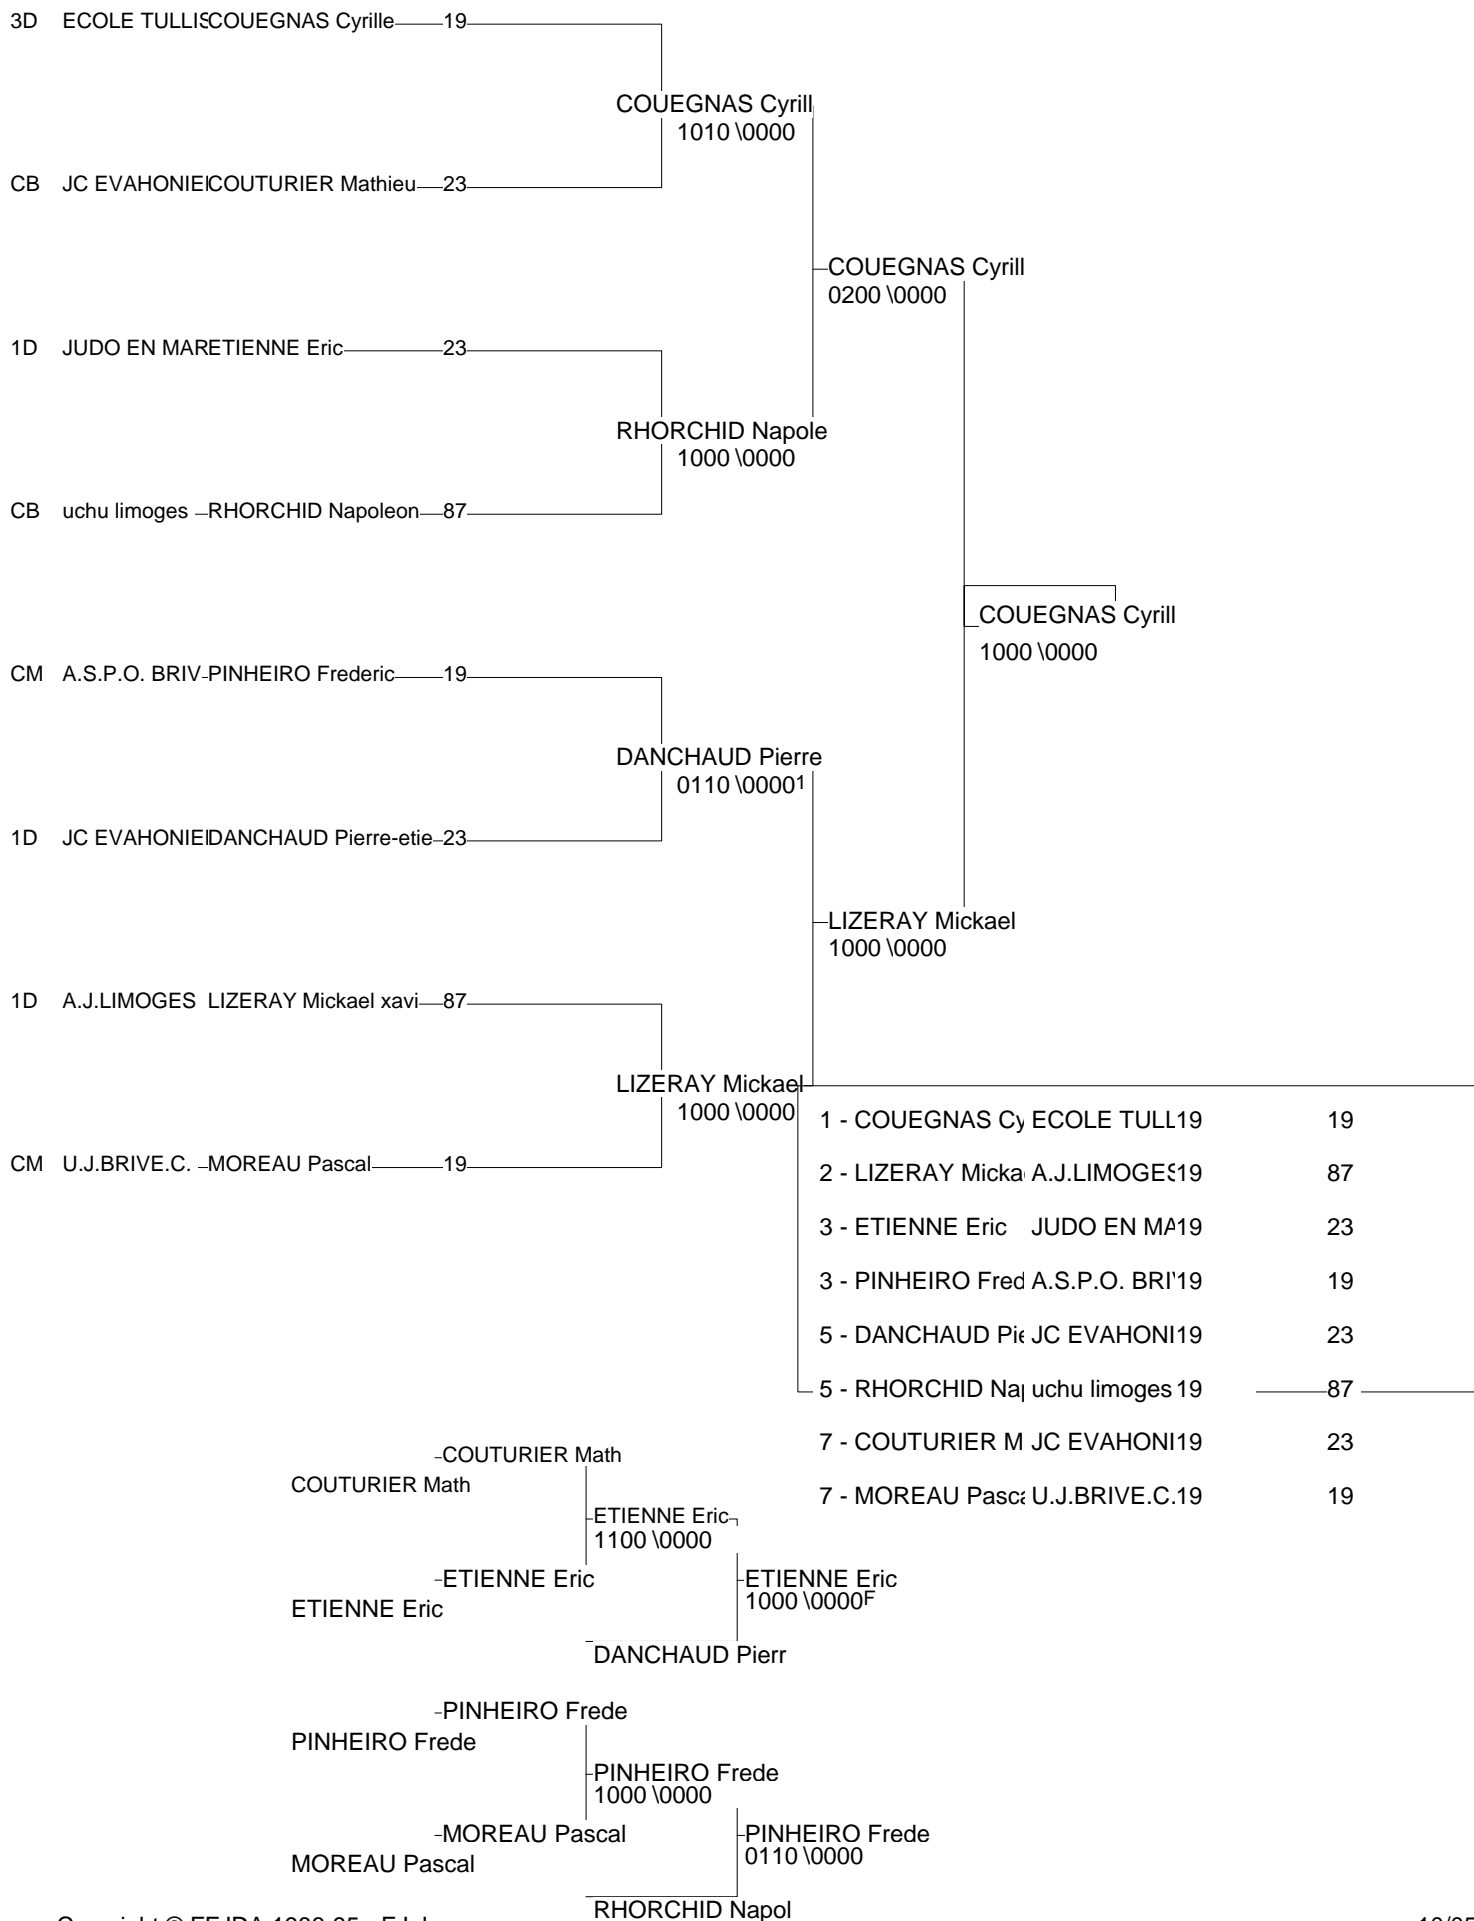 3D ECOLE TULLIS COUEGNAS Cyrille 19
COUEGNAS Cyrill
1010 \0000
CB JC EVAHONIE COUTURIER Mathieu 23
COUEGNAS Cyrill
0200 \0000
1D JUDO EN MAR ETIENNE Eric 23
RHORCHID Napole
1000 \0000
CB uchu limoges RHORCHID Napoleon 87
COUEGNAS Cyrill
1000 \0000
CM A.S.P.O. BRIV PINHEIRO Frederic 19
DANCHAUD Pierre
0110 \00001
1D JC EVAHONIE DANCHAUD Pierre-etie 23
LIZERAY Mickael
1000 \0000
1D A.J.LIMOGES LIZERAY Mickael xavi 87
LIZERAY Mickael
1000 \0000
CM U.J.BRIVE.C. MOREAU Pascal 19
1 - COUEGNAS Cy ECOLE TULL 19 19
2 - LIZERAY Micka A.J.LIMOGES 19 87
3 - ETIENNE Eric JUDO EN MA 19 23
3 - PINHEIRO Fred A.S.P.O. BRI 19 19
5 - DANCHAUD Pie JC EVAHONI 19 23
5 - RHORCHID Nap uchu limoges 19 87
7 - COUTURIER M JC EVAHONI 19 23
7 - MOREAU Pasca U.J.BRIVE.C. 19 19
COUTURIER Math
COUTURIER Math
ETIENNE Eric
1100 \0000
ETIENNE Eric
ETIENNE Eric
ETIENNE Eric
1000 \0000F
DANCHAUD Pierr
PINHEIRO Frede
PINHEIRO Frede
PINHEIRO Frede
1000 \0000
MOREAU Pascal
MOREAU Pascal
PINHEIRO Frede
0110 \0000
RHORCHID Napol